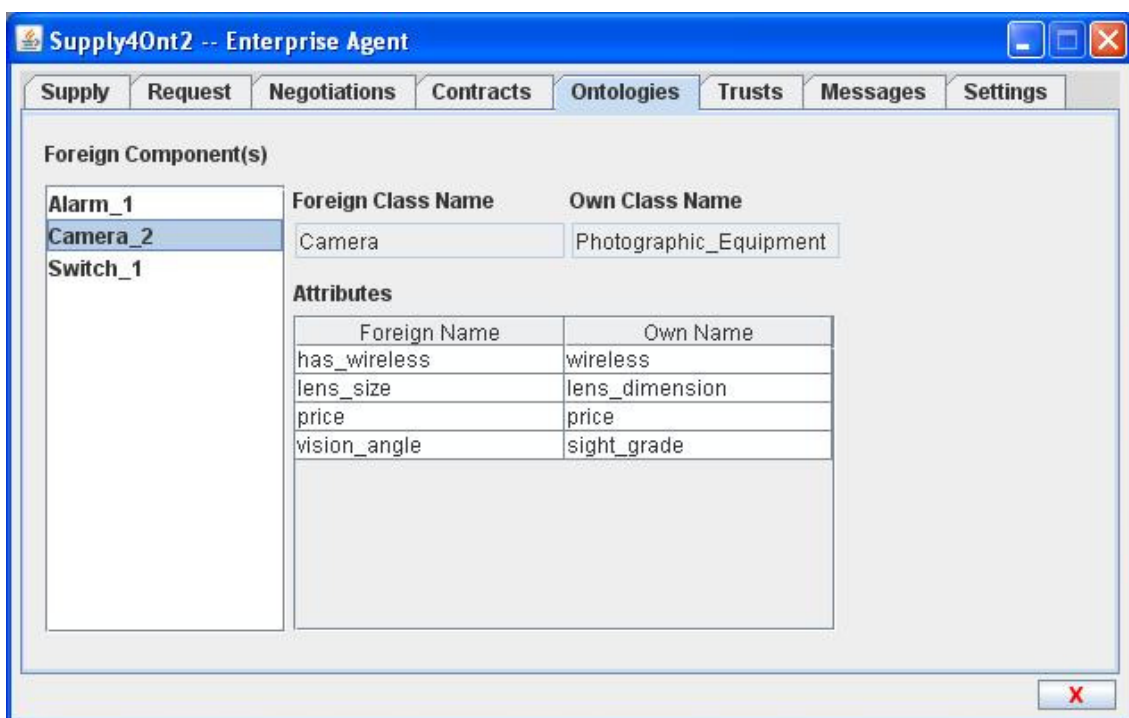 Supply4Ont2 -- Enterprise Agent
Supply Request Negotiations Contracts Ontologies Trusts Messages Settings
Foreign Component(s)
Alarm_1
Camera_2
Switch_1
Foreign Class Name Own Class Name
Camera Photographic_Equipment
Attributes
Foreign Name Own Name
has_wireless wireless
lens_size lens_dimension
price price
vision_angle sight_grade
X